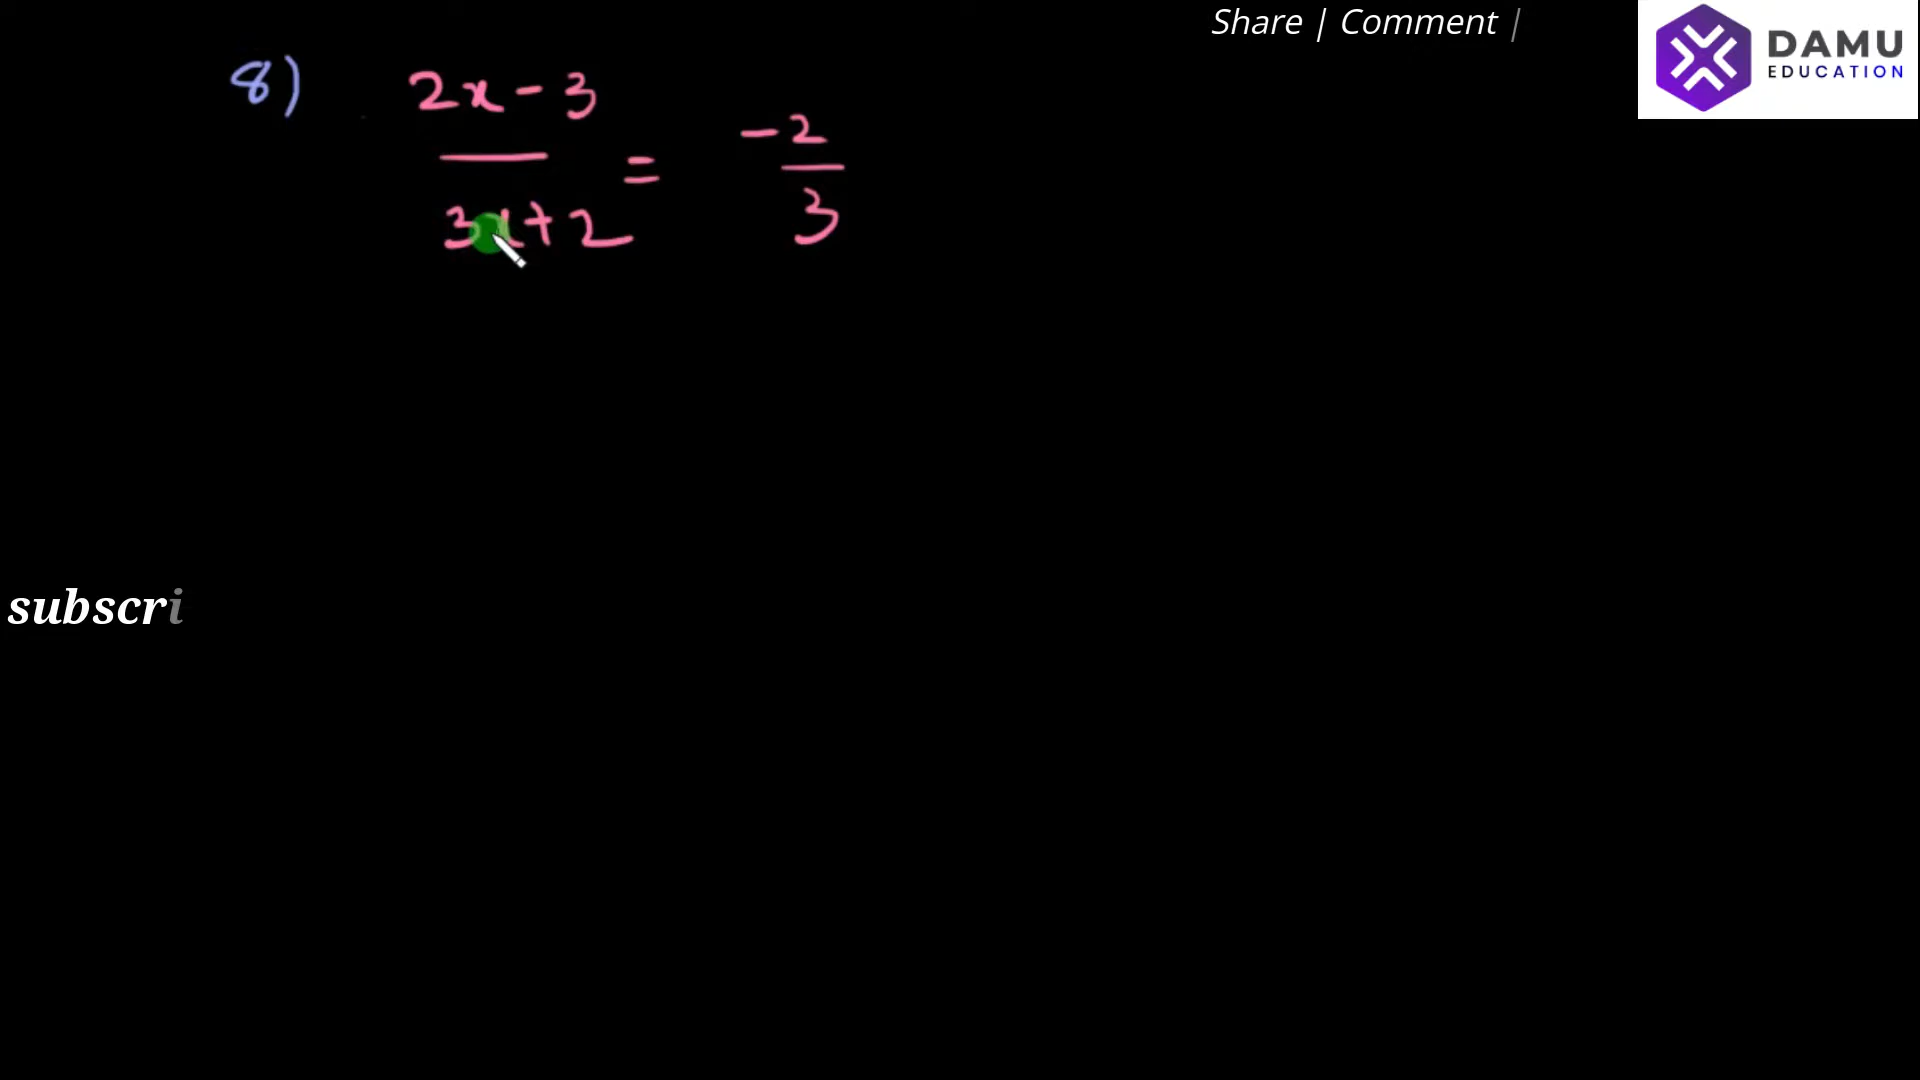 Share | Comment |
DAMU
EDUCATION
8) 2x - 3 / 3x + 2 = -2 / 3
subscri